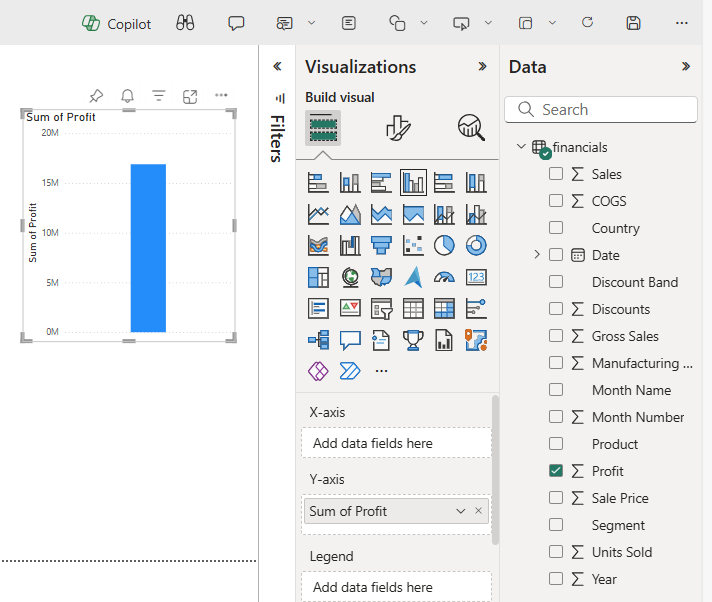 Copilot
Sum of Profit
20M
15M
10M
5M
0M
Sum of Profit
Filters
Visualizations
Build visual
123
X-axis
Add data fields here
Y-axis
Sum of Profit
Legend
Add data fields here
Data
Search
financials
Sales
COGS
Country
Date
Discount Band
Discounts
Gross Sales
Manufacturing ...
Month Name
Month Number
Product
Profit
Sale Price
Segment
Units Sold
Year